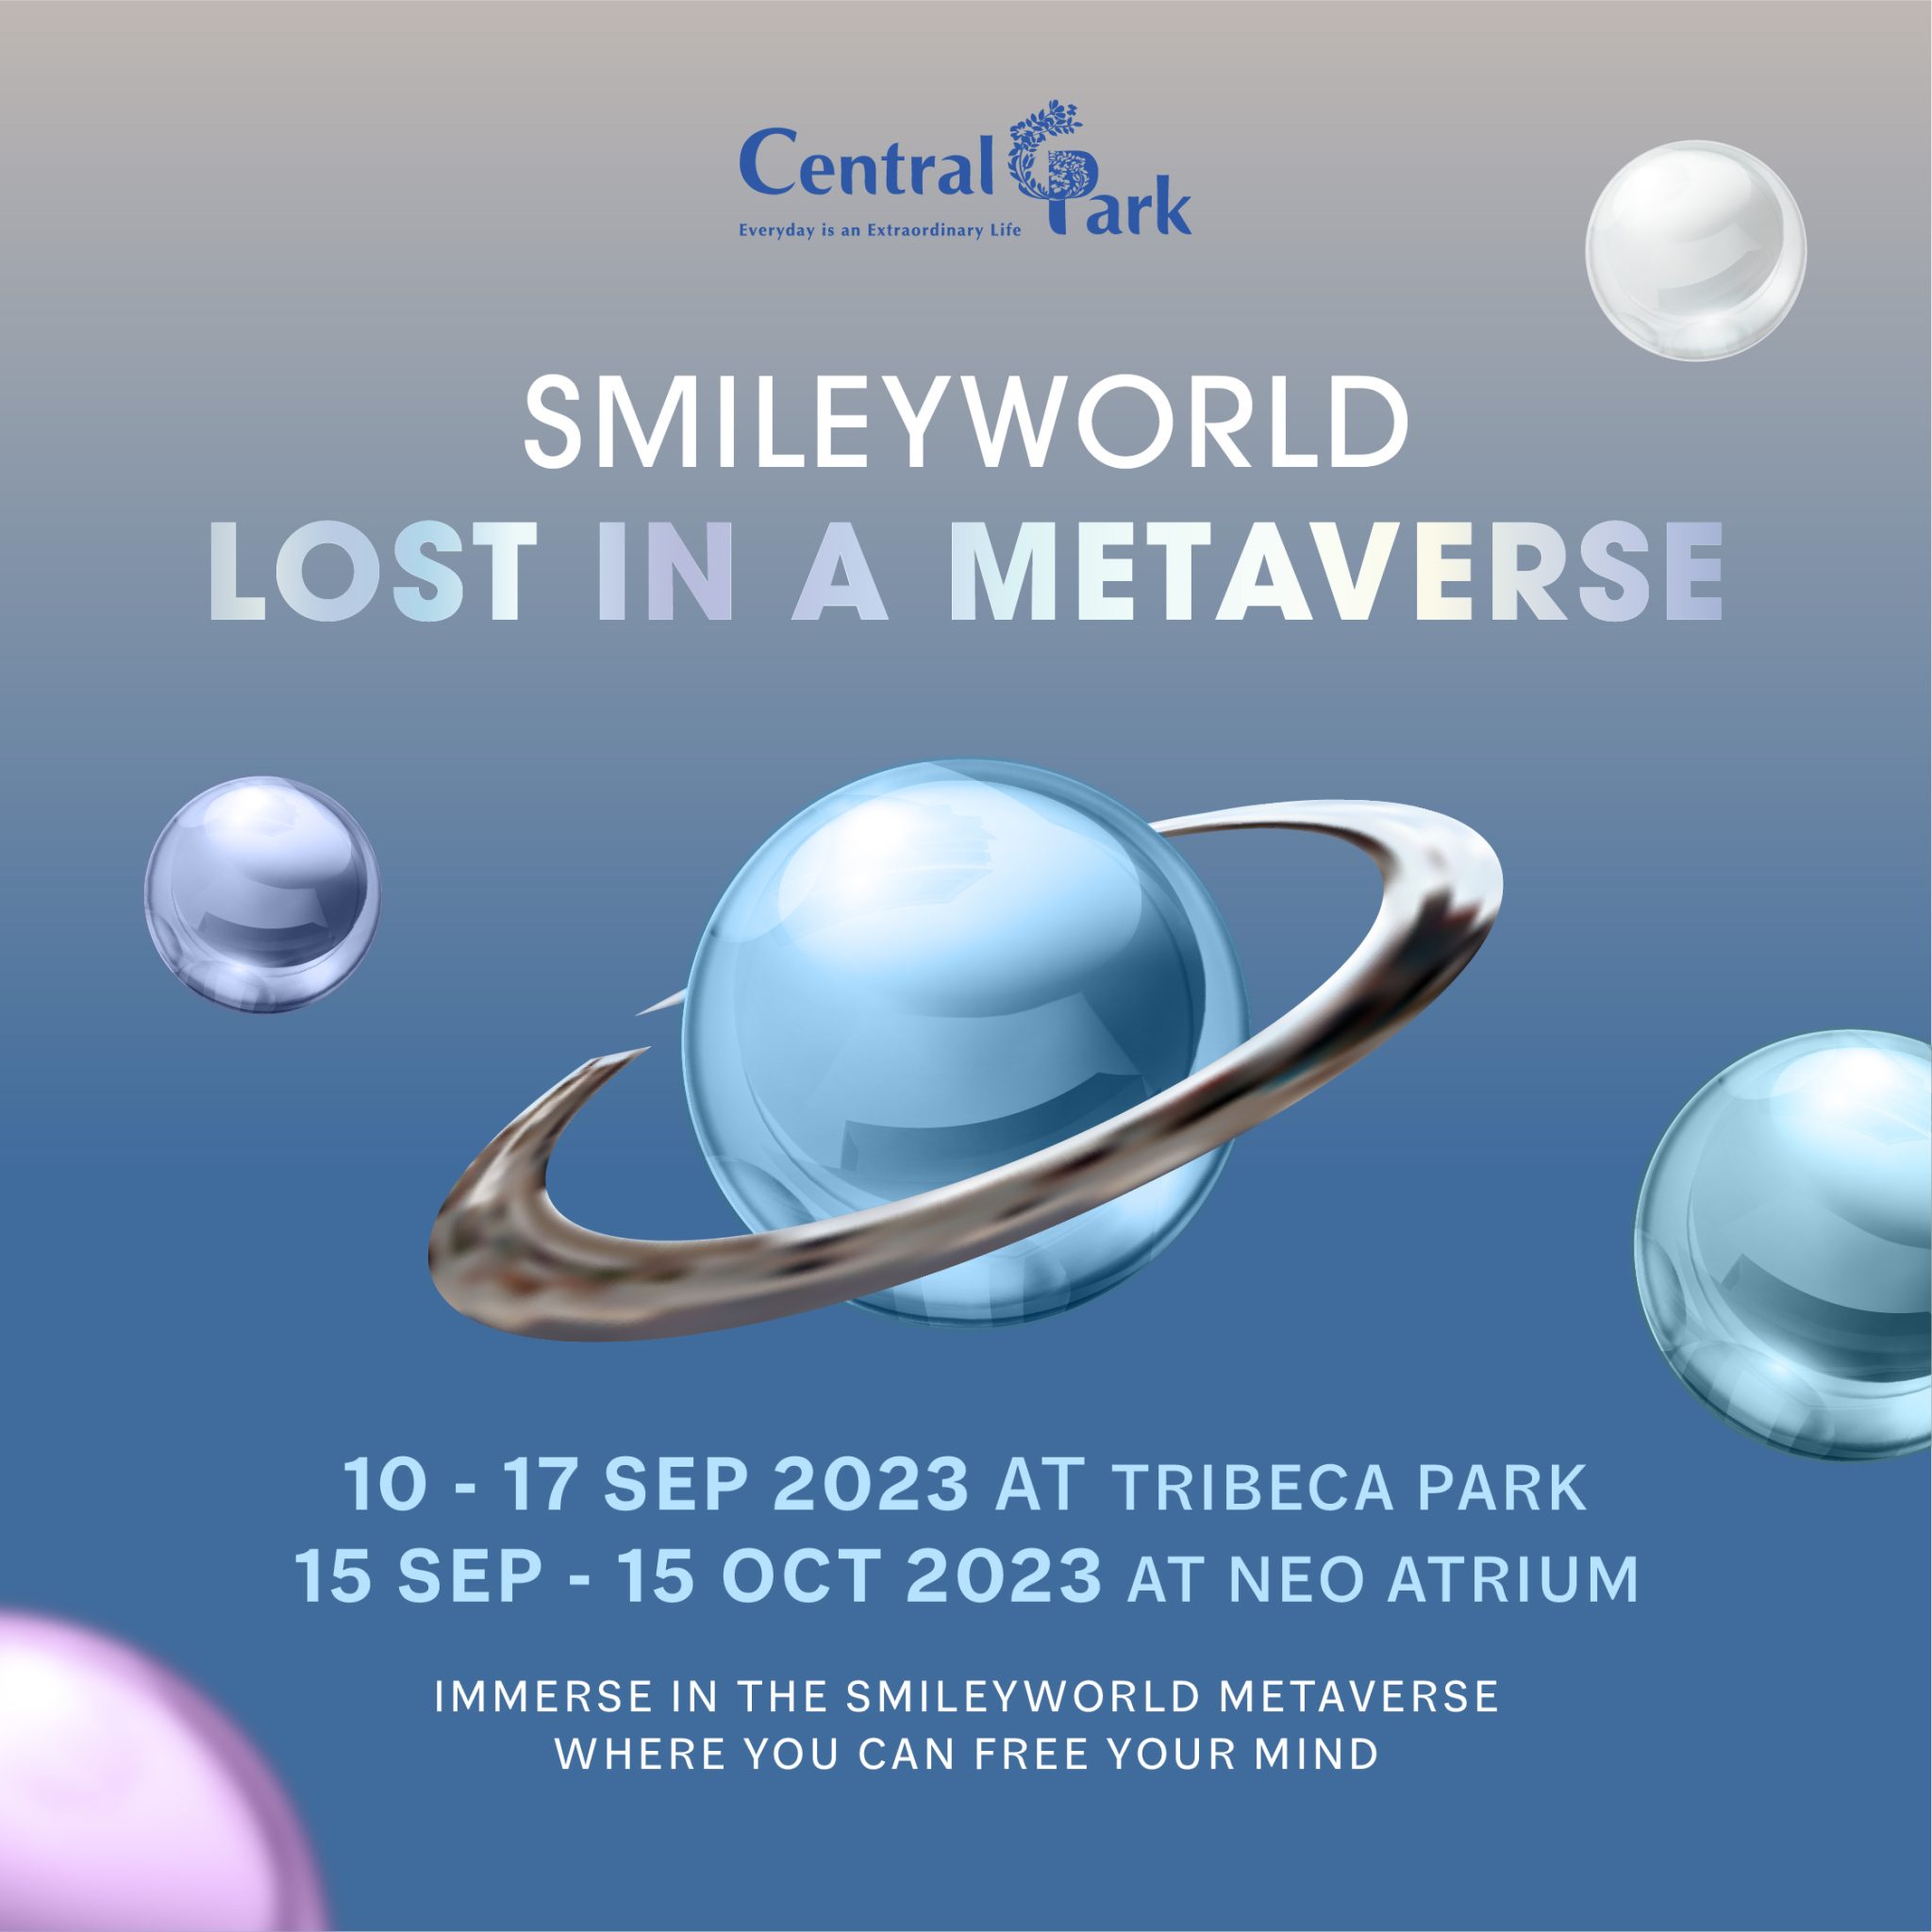 Central Park
Everyday is an Extraordinary Life
SMILEYWORLD
LOST IN A METAVERSE
10 - 17 SEP 2023 AT TRIBECA PARK
15 SEP - 15 OCT 2023 AT NEO ATRIUM
IMMERSE IN THE SMILEYWORLD METAVERSE
WHERE YOU CAN FREE YOUR MIND